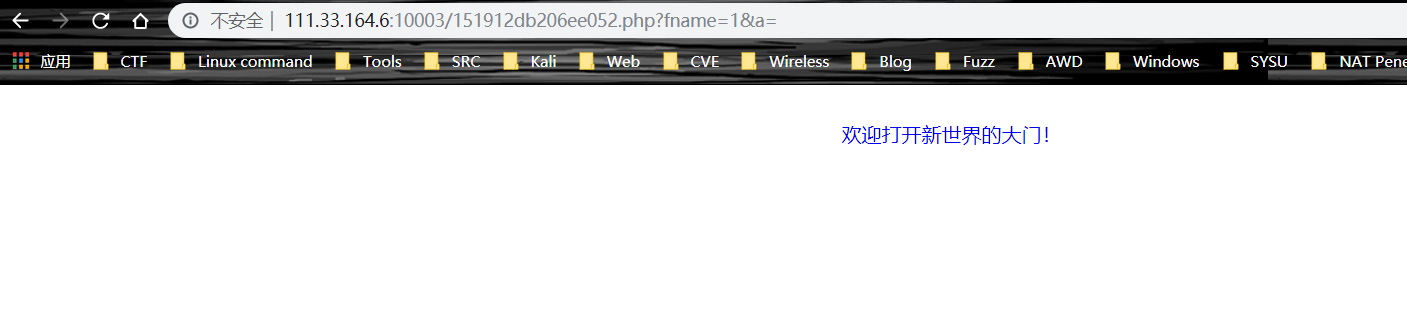 不安全 | 111.33.164.6:10003/151912db206ee052.php?fname=1&a=
应用 CTF Linux command Tools SRC Kali Web CVE Wireless Blog Fuzz AWD Windows SYSU NAT Pene
欢迎打开新世界的大门!